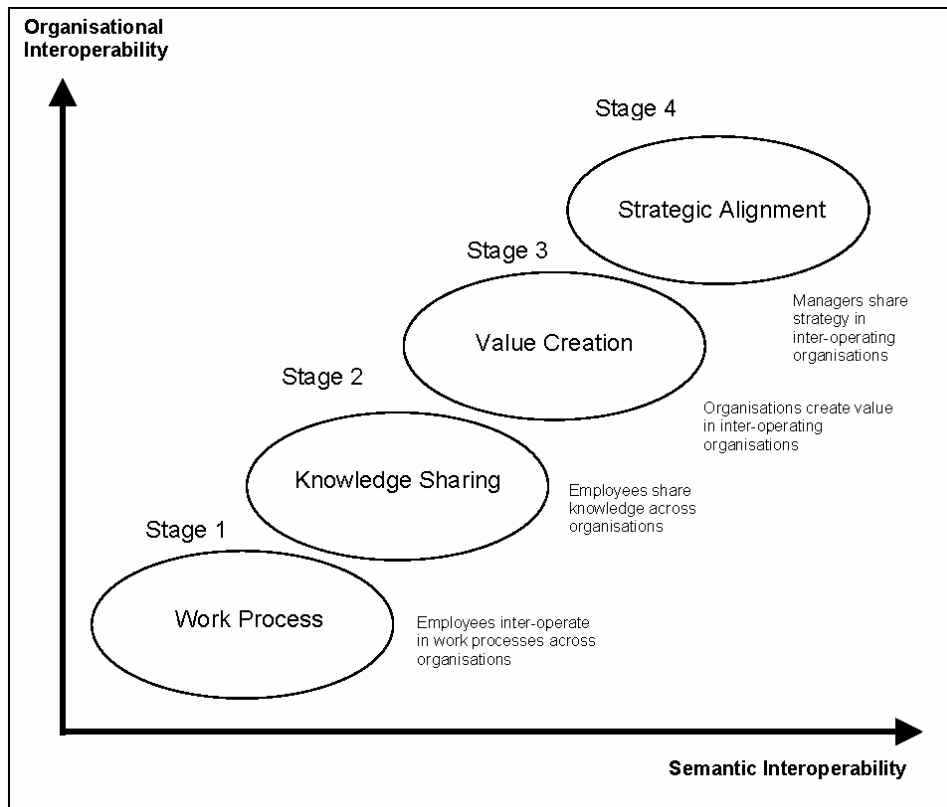 Organisational
Interoperability
Stage 4
Strategic Alignment
Stage 3
Managers share
strategy in
inter-operating
organisations
Value Creation
Stage 2
Organisations create value
in inter-operating
organisations
Knowledge Sharing
Employees share
knowledge across
organisations
Stage 1
Work Process
Employees inter-operate
in work processes across
organisations
Semantic Interoperability